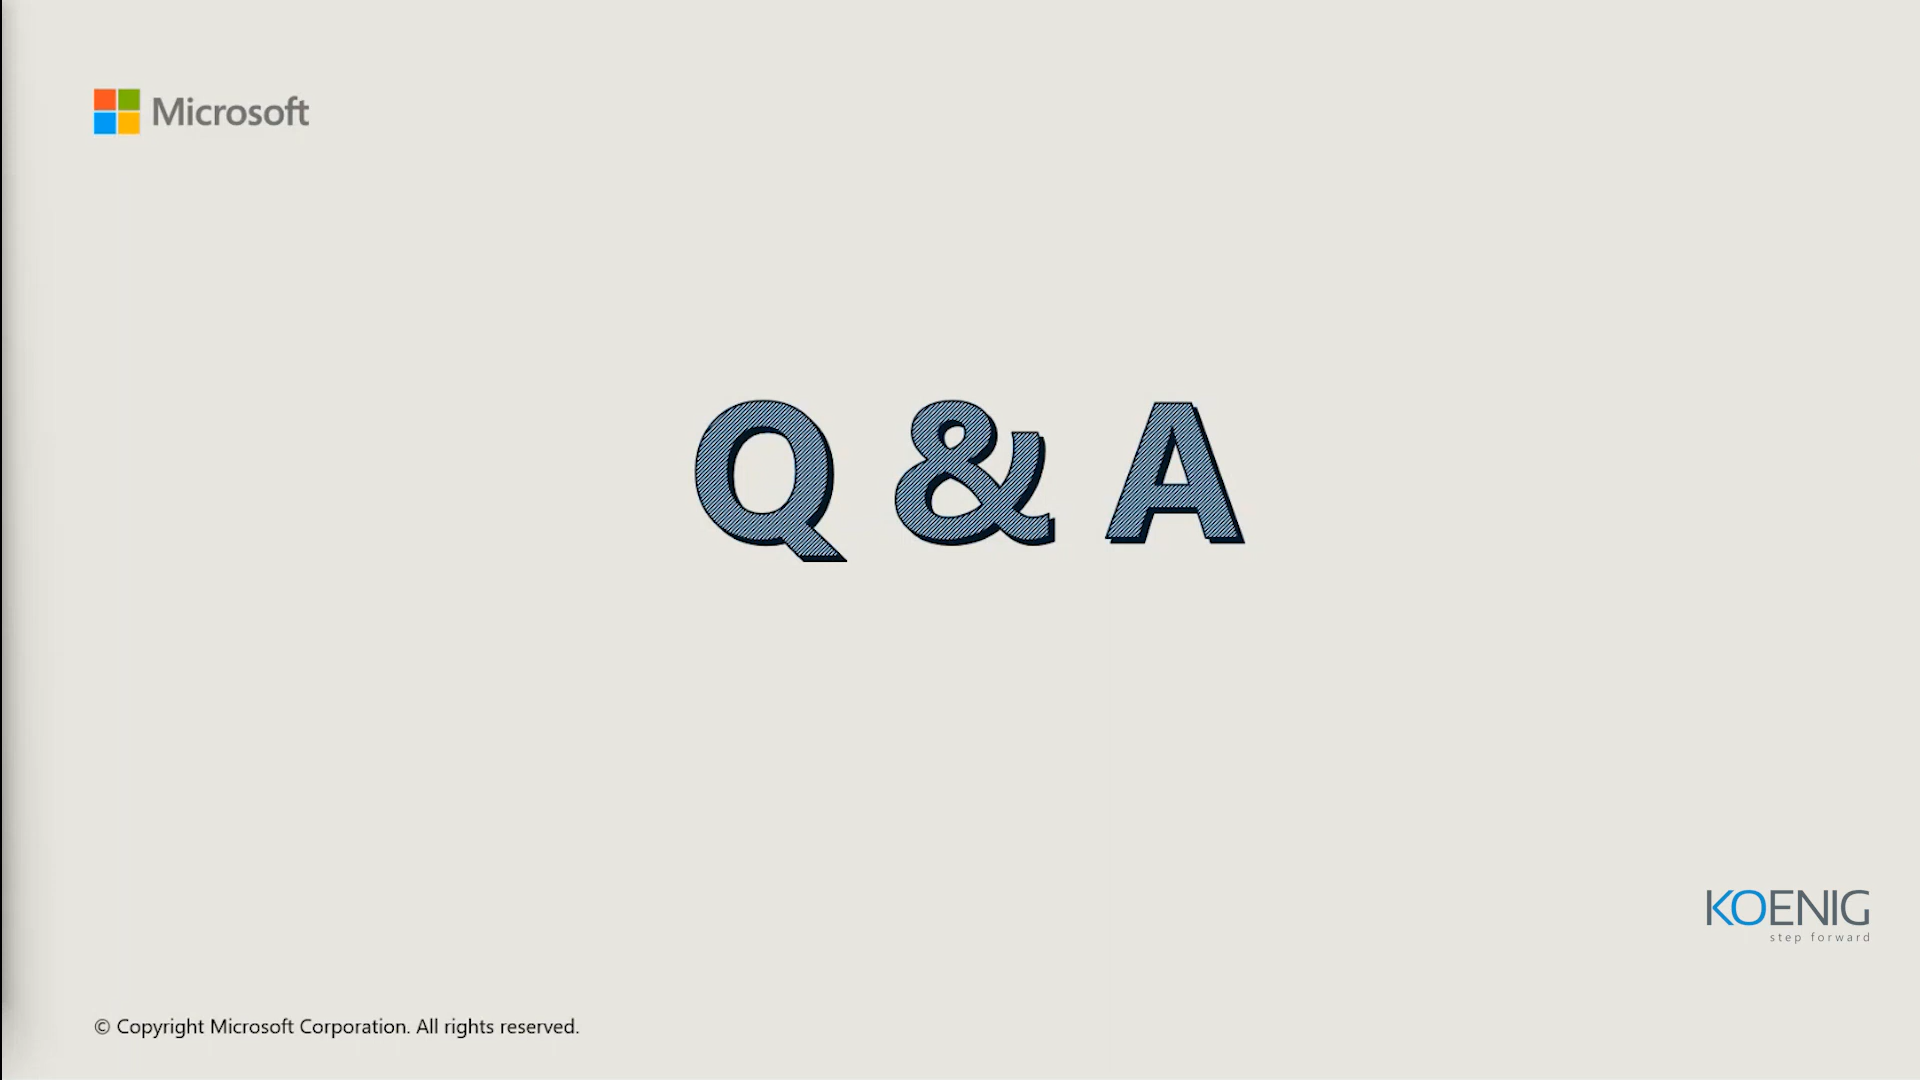 Microsoft
Q & A
KOENIG
step forward
© Copyright Microsoft Corporation. All rights reserved.